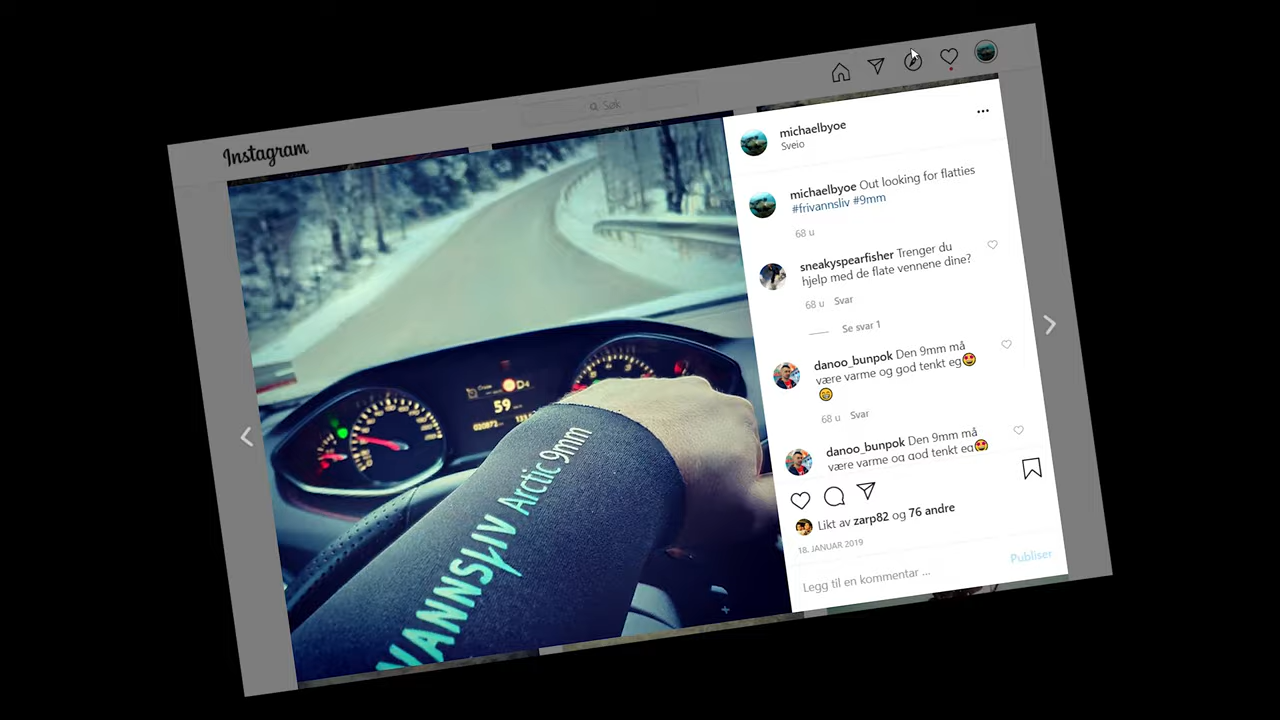 Instagram
Søk
michaelbyoe
Sveio
michaelbyoe Out looking for flatties
#frivannsliv #9mm
68 u
sneakyspearfisher Trenger du
hjelp med de flate vennene dine?
68 u Svar
Se svar 1
danoo_bunpok Den 9mm må
være varme og god tenkt eg😍
😁
68 u Svar
danoo_bunpok Den 9mm må
være varme og god tenkt eg😍
Likt av zarp82 og 76 andre
18. JANUAR 2019
Legg til en kommentar ...
Publiser
D4
59
VANNSLIV Arctic 9mm